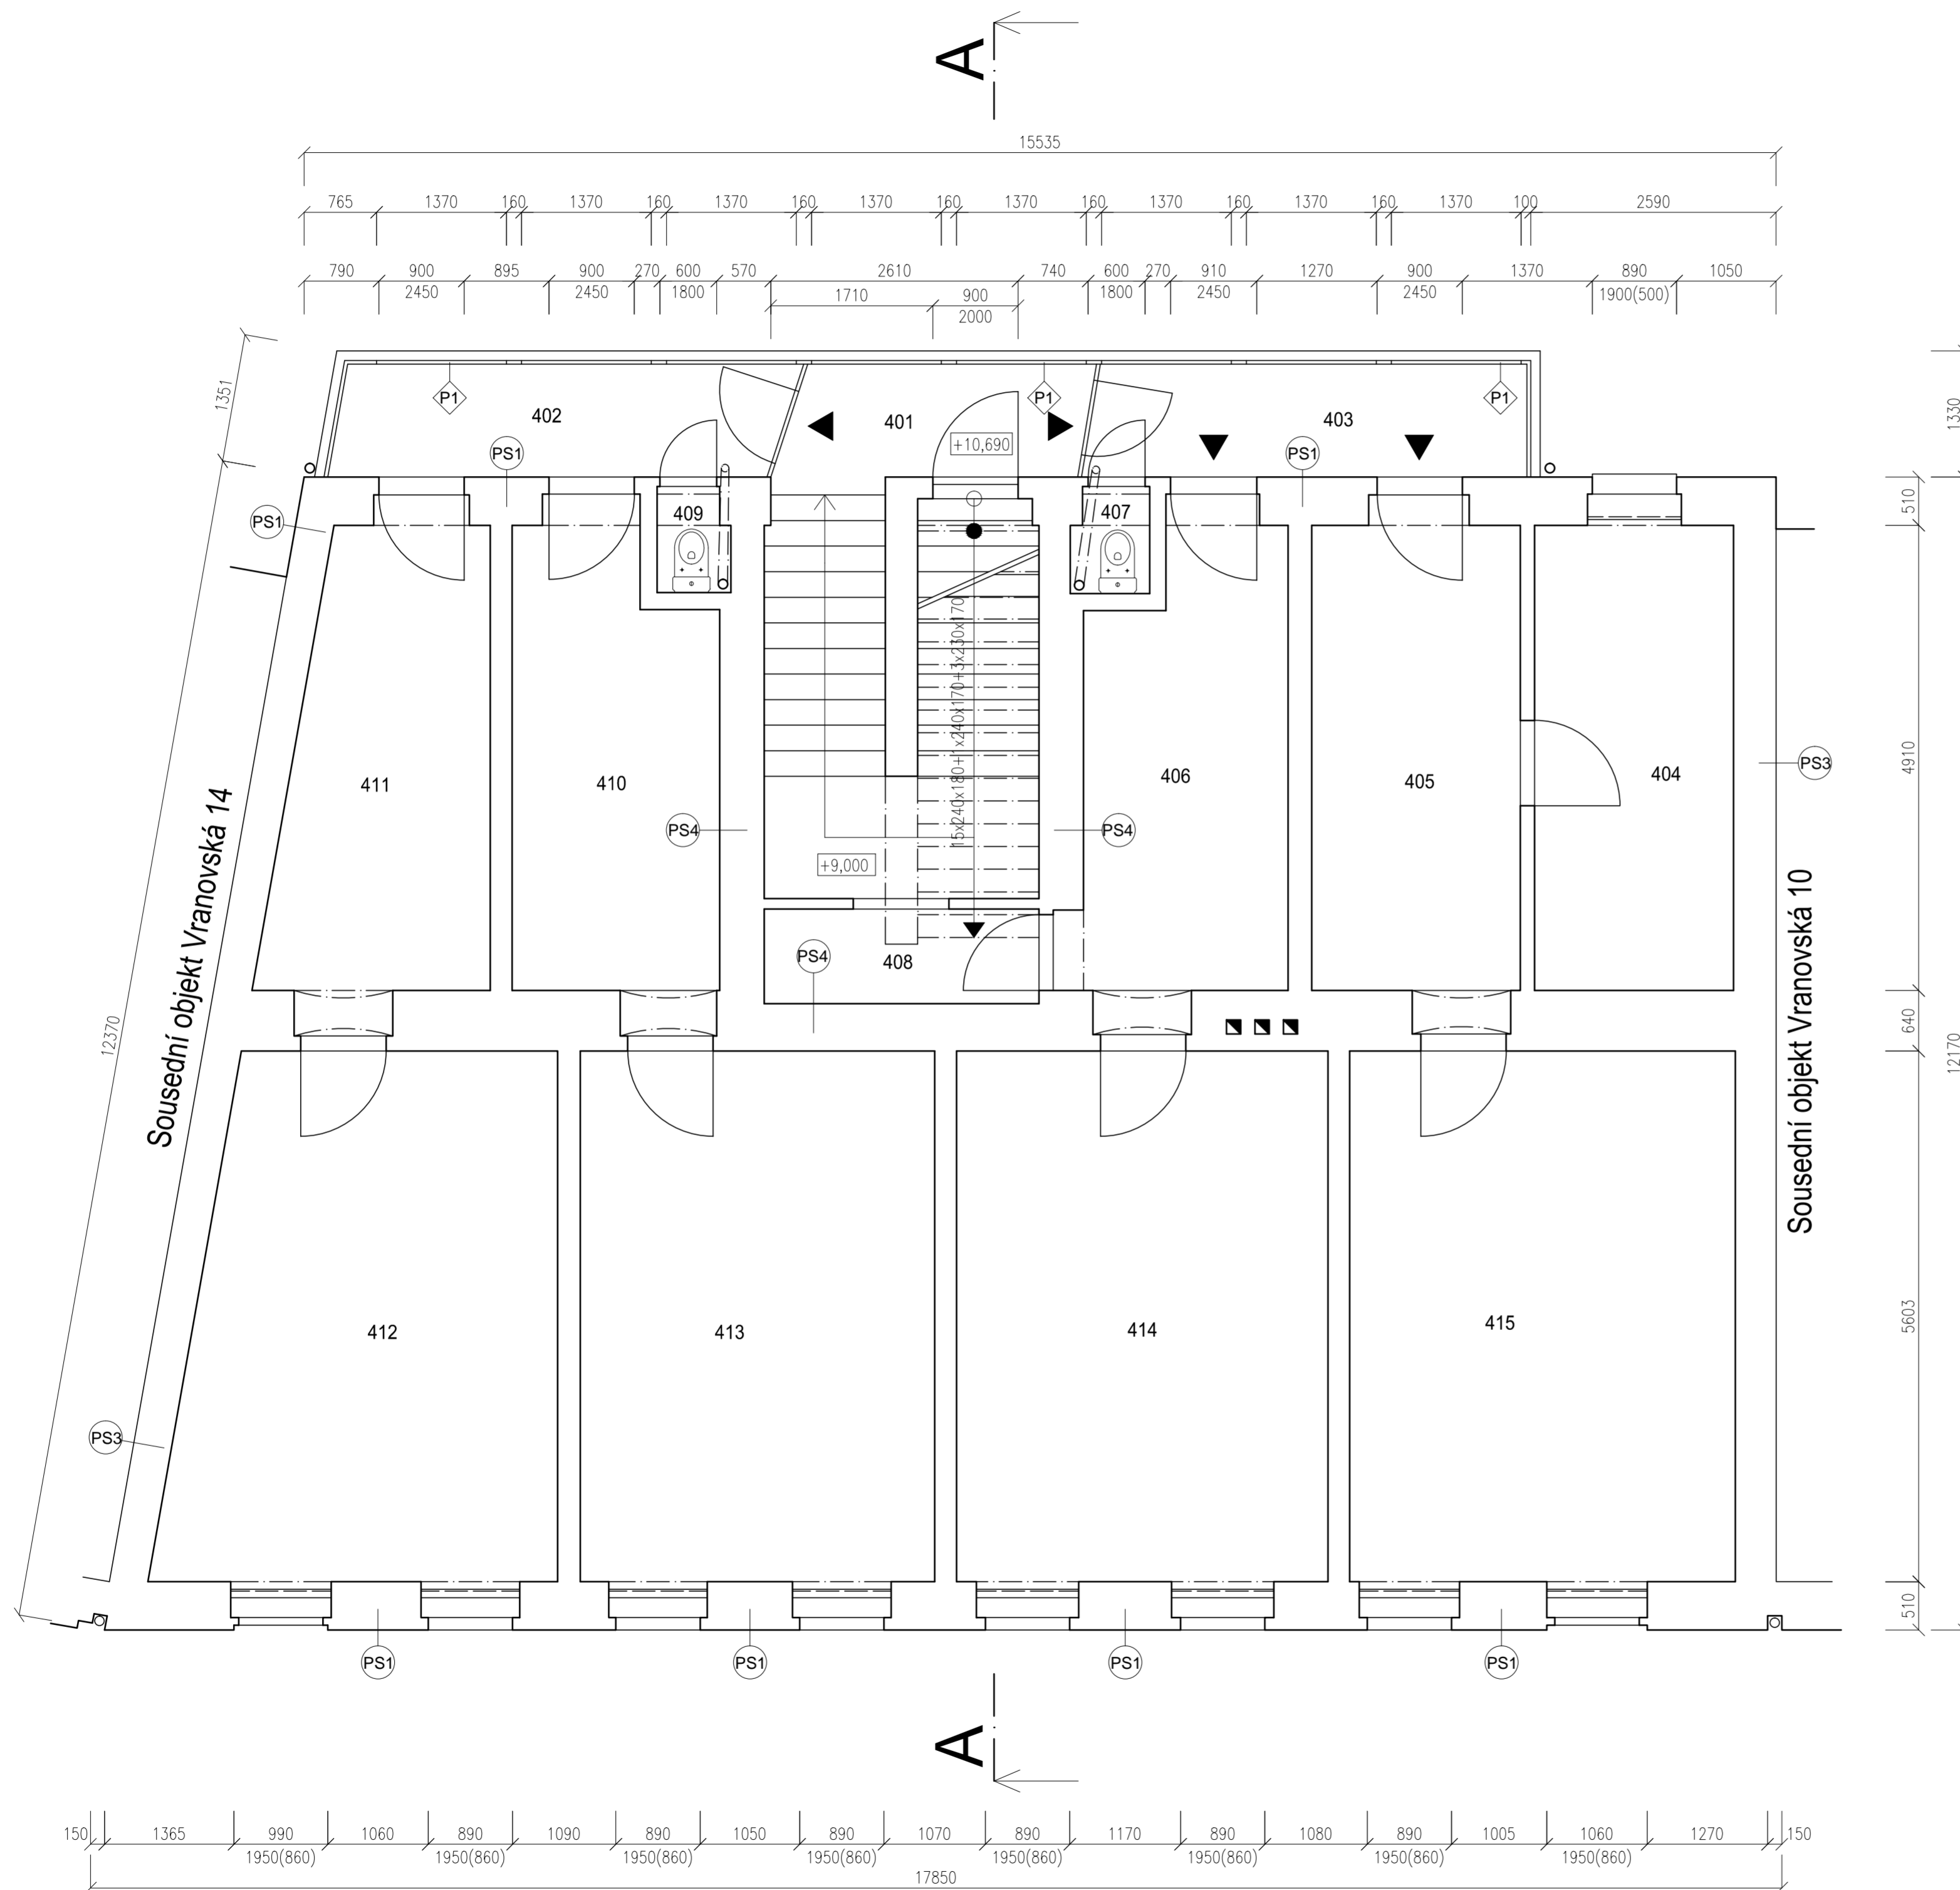 A
15535
765 1370 160 1370 160 1370 160 1370 160 1370 160 1370 160 1370 160 1370 100 2590
790 900 895 900 270 600 570 2610 740 600 270 910 1270 900 1370 890 1050
2450 2450 1800 1800 2450 2450 1900(500)
1710 900
2000
1351
1330
P1 P1 P1
402 401 403
+10,690
PS1 PS1
510
409 407
PS1
15x240x180+1x240x170+3x230x170
411 410 406 405 404
PS3
4910
PS4 PS4
+9,000
Sousední objekt Vranovská 14
Sousední objekt Vranovská 10
PS4
408
640
12370
12170
412 413 414 415
5603
PS3
510
PS1 PS1 PS1 PS1
A
150 1365 990 1060 890 1090 890 1050 890 1070 890 1170 890 1080 890 1005 1060 1270 150
1950(860) 1950(860) 1950(860) 1950(860) 1950(860) 1950(860) 1950(860) 1950(860)
17850